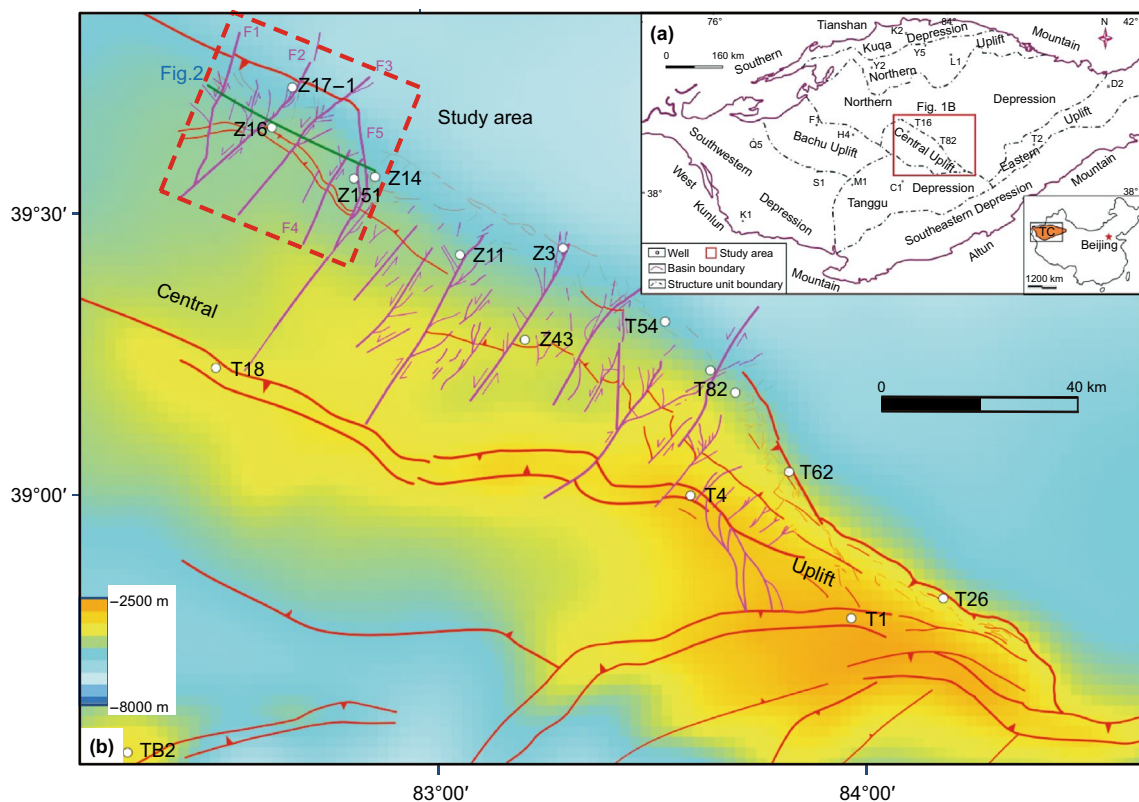 (a)
76°
84°
42°
N
0
160 km
Tianshan
Southern
Mountain
K2
Kuqa
Depression
Y5
Uplift
Y2
Northern
L1
Northern
Depression
D2
Fig. 1B
T16
F1
H4
Bachu Uplift
Central Uplift
T82
T2
Uplift
Eastern
Q5
Southwestern
Depression
S1
M1
C1
Depression
Tanggu
Southeastern Depression
Mountain
38°
38°
West
Kunlun
K1
Mountain
Altun
Well
Study area
Basin boundary
Structure unit boundary
TC
Beijing
1200 km
F1
F2
F3
Fig.2
Z17−1
Study area
Z16
F5
Z14
Z151
39°30′
F4
Z11
Z3
Central
T54
Z43
T18
T82
0
40 km
T62
39°00′
T4
Uplift
−2500 m
T26
T1
−8000 m
(b)
TB2
83°00′
84°00′